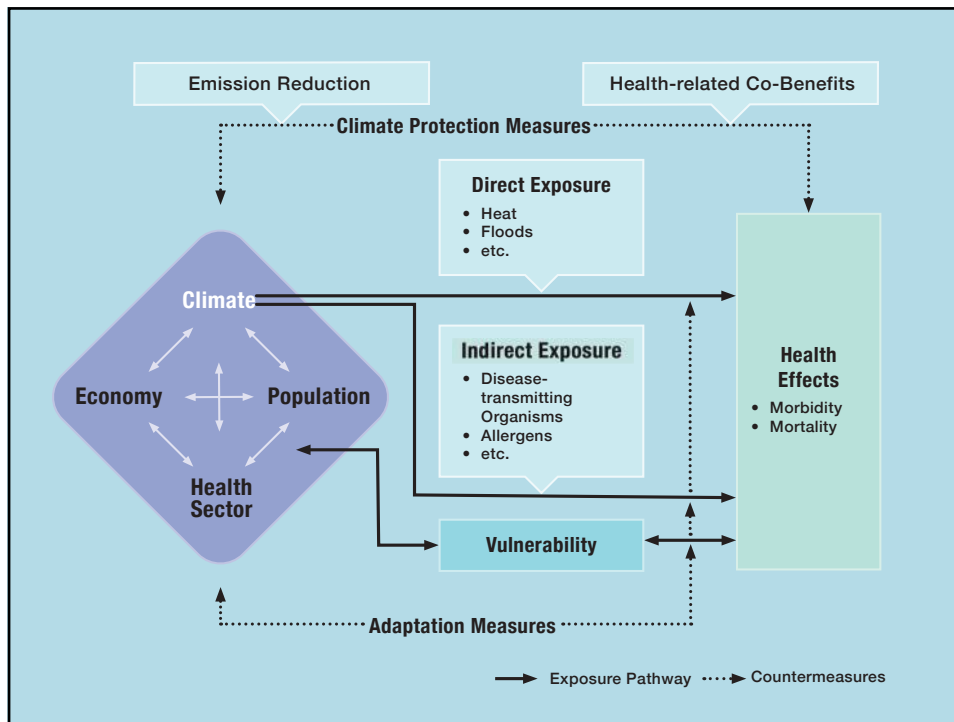 Emission Reduction
Health-related Co-Benefits
Climate Protection Measures
Direct Exposure
• Heat
• Floods
• etc.
Climate
Economy
Population
Health
Sector
Indirect Exposure
• Disease-
transmitting
Organisms
• Allergens
• etc.
Health
Effects
• Morbidity
• Mortality
Vulnerability
Adaptation Measures
Exposure Pathway
Countermeasures